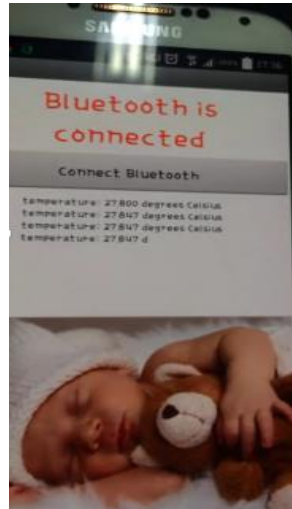 SAMSUNG
Bluetooth is
connected
Connect Bluetooth
temperature: 27.800 degrees Celsius
temperature: 27.847 degrees Celsius
temperature: 27.847 degrees Celsius
temperature: 27.847 d